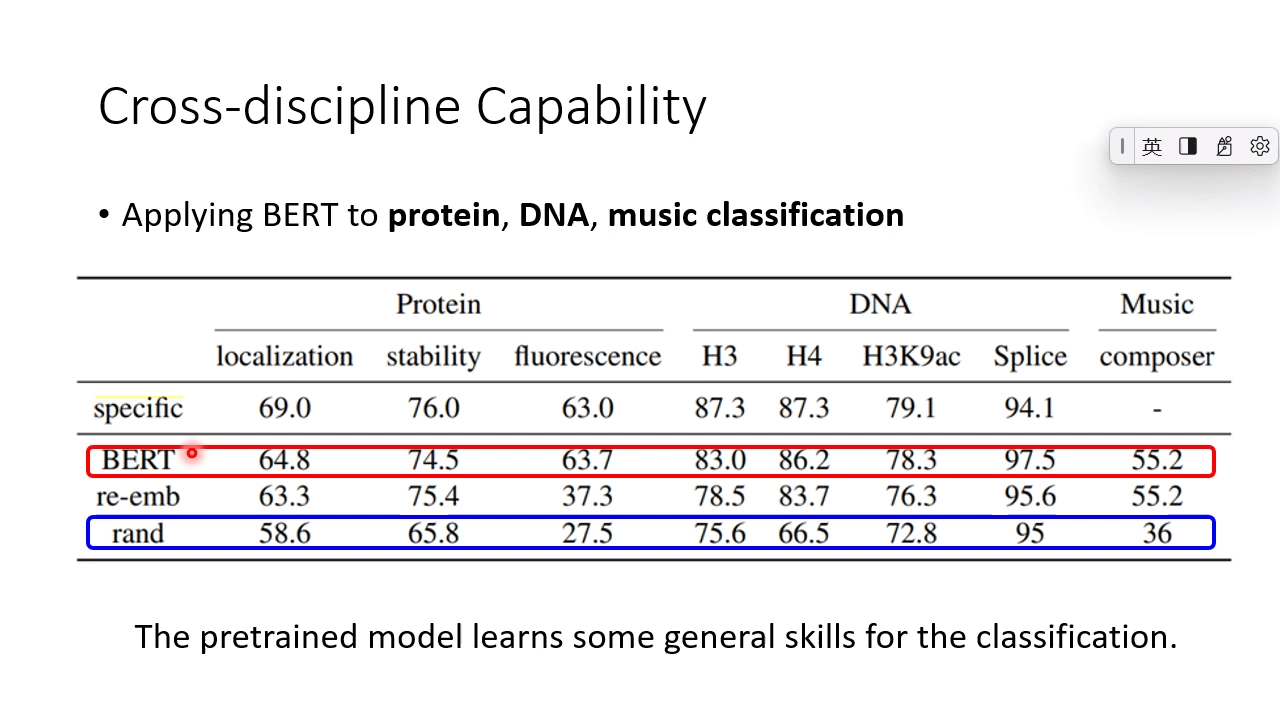 Cross-discipline Capability
英
• Applying BERT to protein, DNA, music classification
Protein DNA Music
localization stability fluorescence H3 H4 H3K9ac Splice composer
specific 69.0 76.0 63.0 87.3 87.3 79.1 94.1 -
BERT 64.8 74.5 63.7 83.0 86.2 78.3 97.5 55.2
re-emb 63.3 75.4 37.3 78.5 83.7 76.3 95.6 55.2
rand 58.6 65.8 27.5 75.6 66.5 72.8 95 36
The pretrained model learns some general skills for the classification.